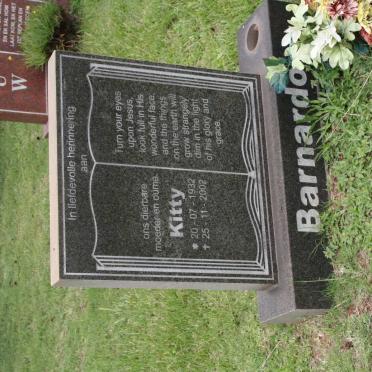 In liefdevolle herinnering
aan
ons dierbare
moeder en ouma
Kitty
* 20 - 07 - 1932
† 25 - 11 - 2002
Turn your eyes
upon Jesus,
look full in His
wonderful face,
and the things
on the earth will
grow strangely
dim in the light
of his glory and
grace.
Barnardo